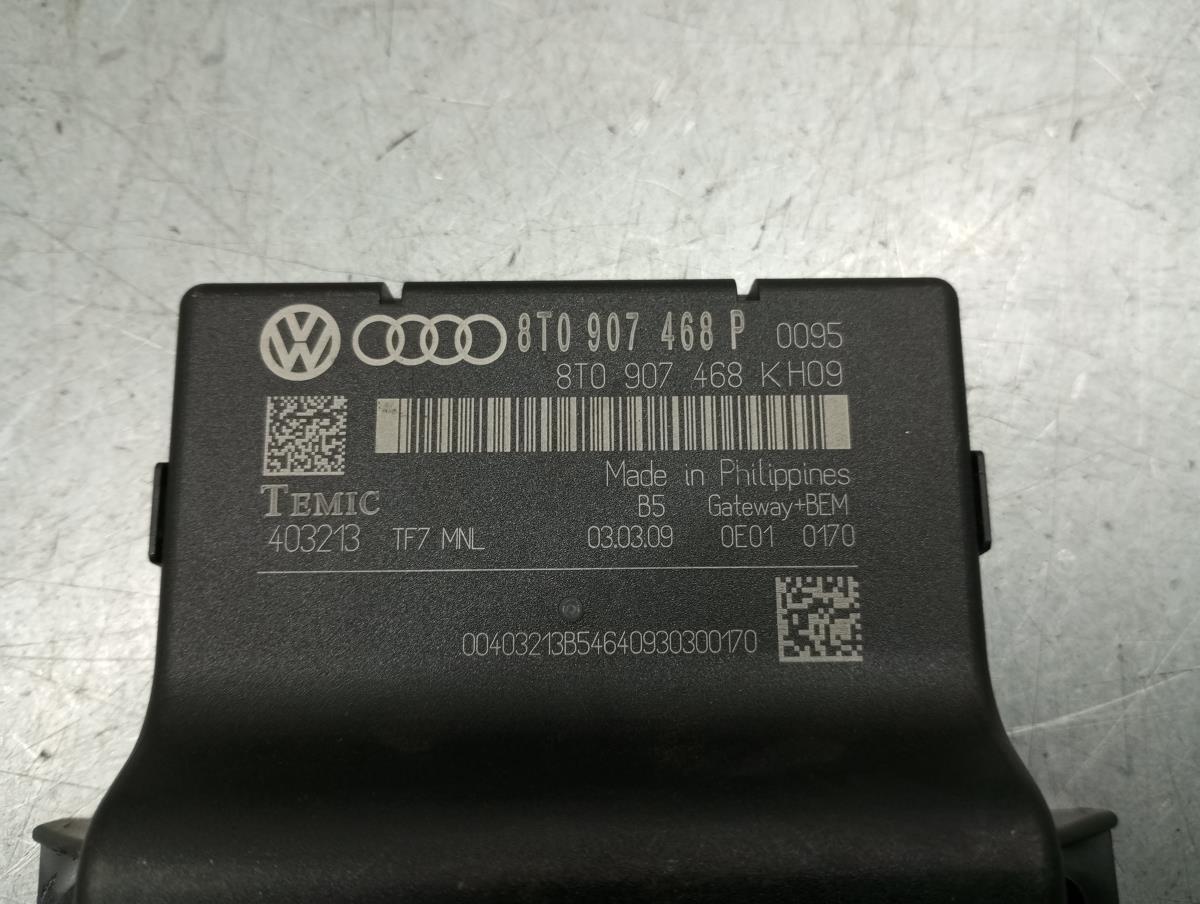 8T0 907 468 P 0095
8T0 907 468 KH09
Made in Philippines
TEMIC B5 Gateway+BEM
403213 TF7 MNL 03.03.09 0E01 0170
00403213B54640930300170